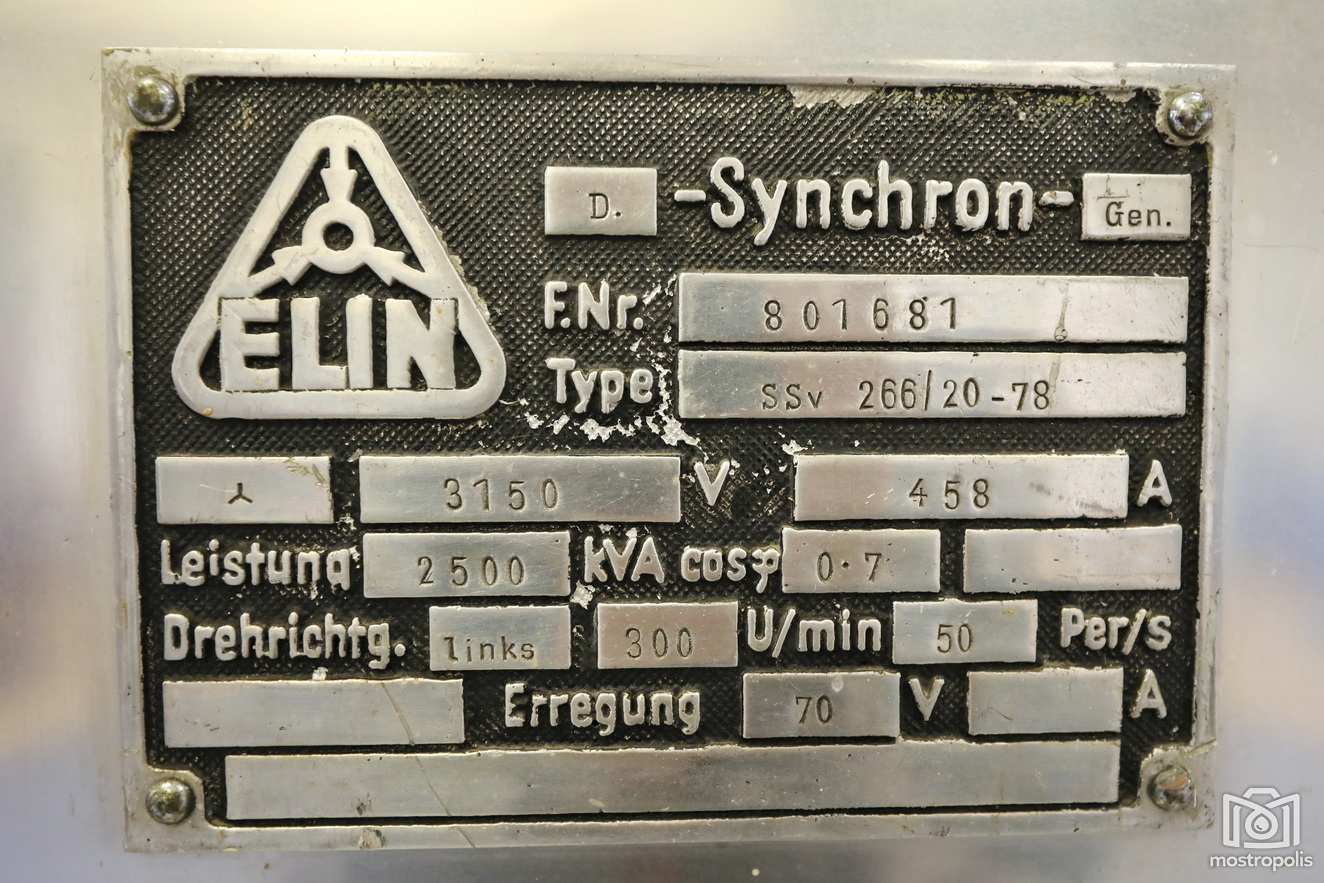 ELIN
D. -Synchron- Gen.
F.Nr. 801681
Type SSv 266/20-78
3150 V 458 A
Leistung 2500 kVA cosφ 0·7
Drehrichtg. links 300 U/min 50 Per/s
Erregung 70 V A
mostropolis